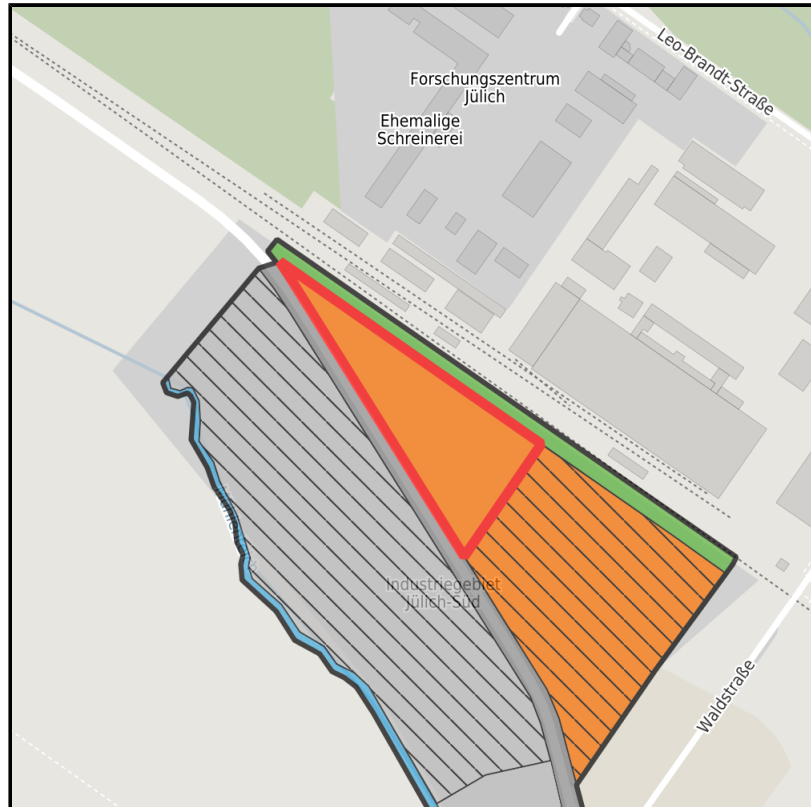 Leo-Brandt-Straße
Forschungszentrum
Jülich
Ehemalige
Schreinerei
Industriegebiet
Jülich-Süd
Waldstraße